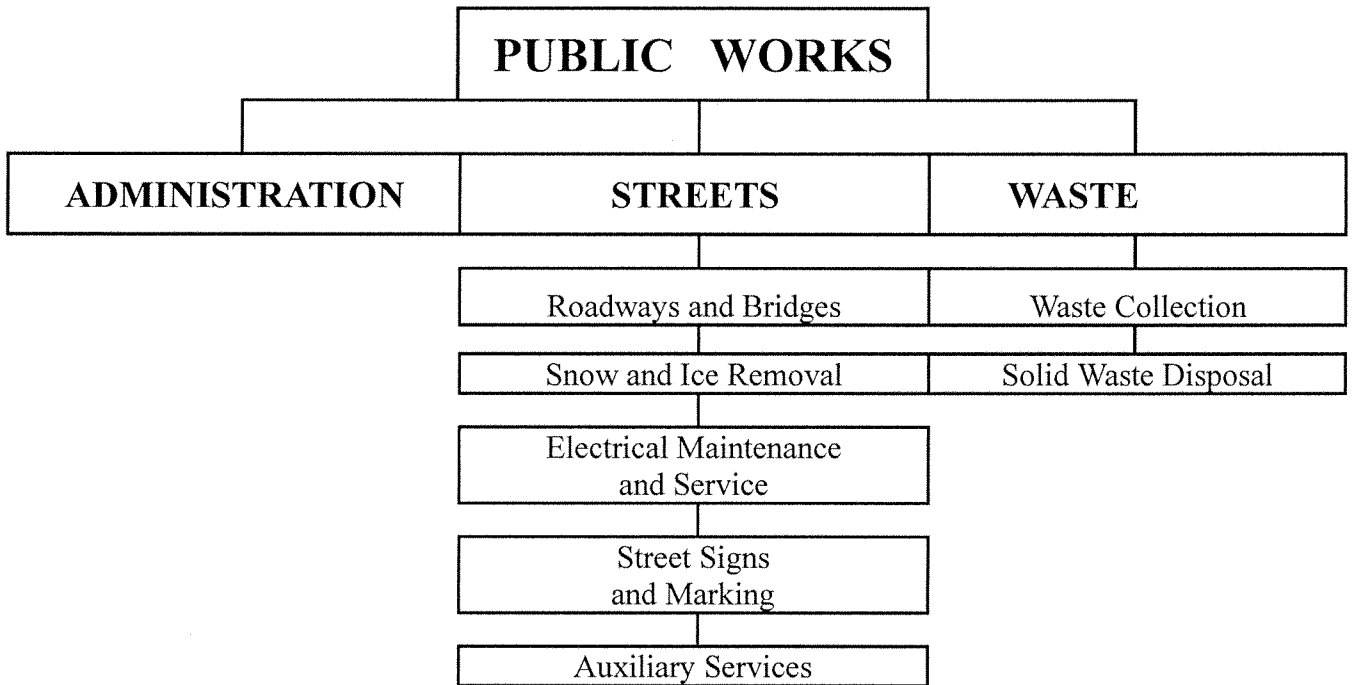 PUBLIC WORKS
ADMINISTRATION
STREETS
WASTE
Roadways and Bridges
Waste Collection
Snow and Ice Removal
Solid Waste Disposal
Electrical Maintenance
and Service
Street Signs
and Marking
Auxiliary Services